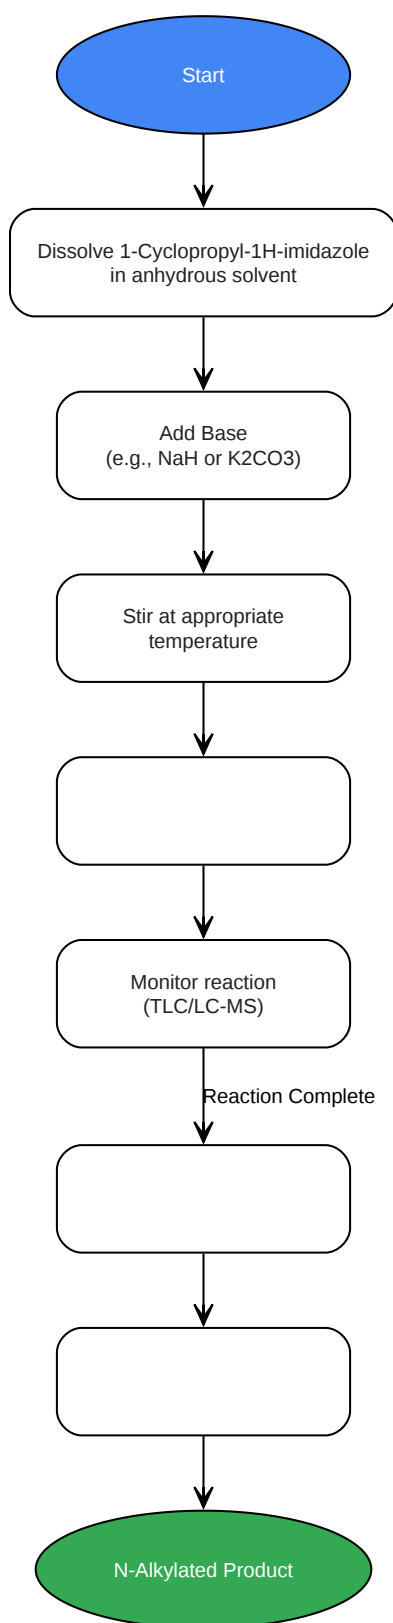 Start
Dissolve 1-Cyclopropyl-1H-imidazole
in anhydrous solvent
Add Base
(e.g., NaH or K2CO3)
Stir at appropriate
temperature
Monitor reaction
(TLC/LC-MS)
Reaction Complete
N-Alkylated Product